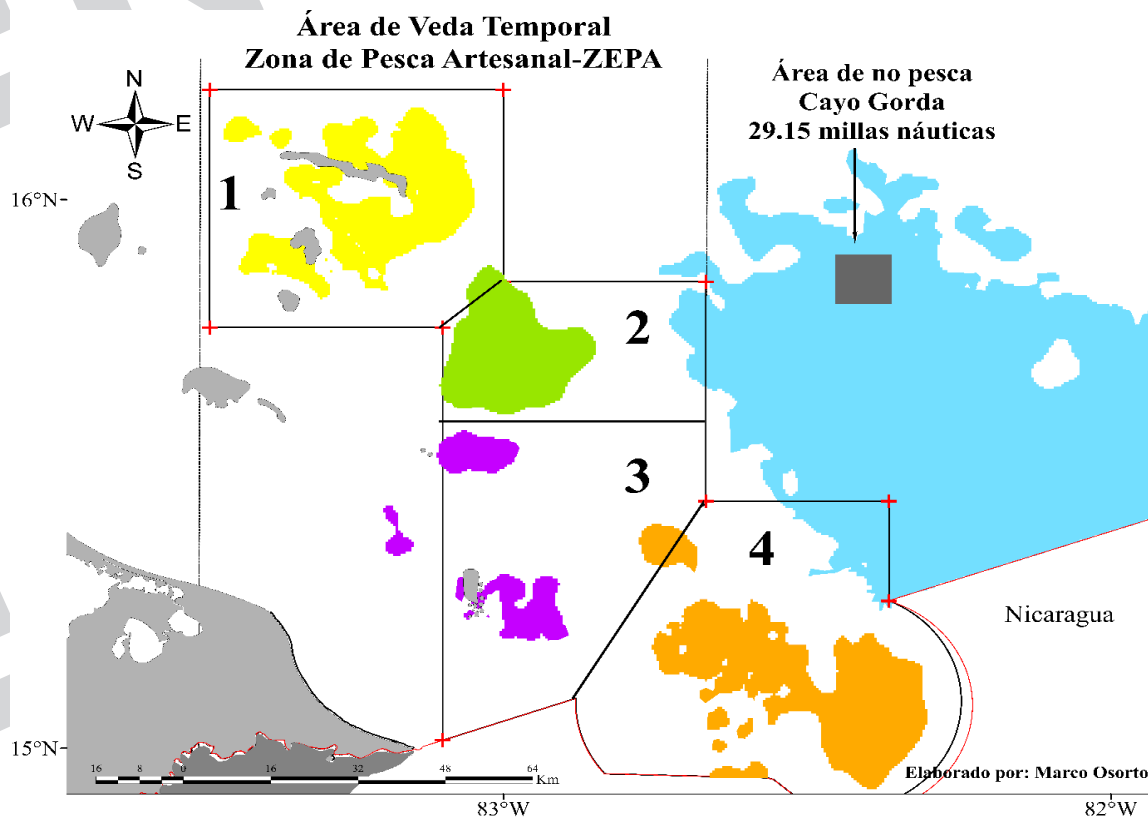 Área de Veda Temporal
Zona de Pesca Artesanal-ZEPA
Área de no pesca
Cayo Gorda
29.15 millas náuticas
N
W E
S
16°N
1
2
3
4
Nicaragua
15°N
16 8 0 16 32 48 64
Km
Elaborado por: Marco Osorto
83°W
82°W